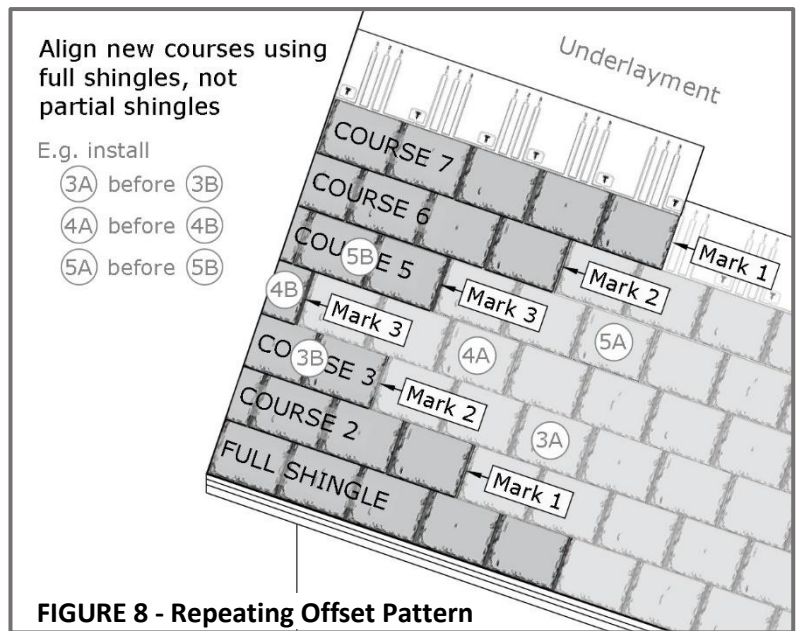 Align new courses using
full shingles, not
partial shingles
E.g. install
3A before 3B
4A before 4B
5A before 5B
Underlayment
COURSE 7
Mark 1
COURSE 6
Mark 2
COURSE 5
5B
Mark 3
5A
4B
Mark 3
4A
COURSE 3
3B
Mark 2
3A
COURSE 2
Mark 1
FULL SHINGLE
FIGURE 8 - Repeating Offset Pattern